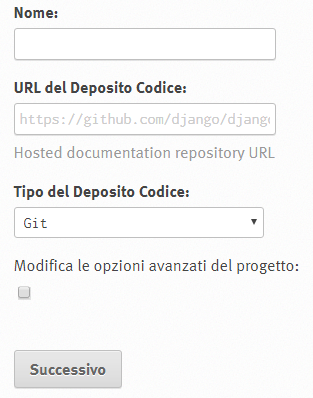 Nome:
URL del Deposito Codice:
https://github.com/django/django
Hosted documentation repository URL
Tipo del Deposito Codice:
Git
Modifica le opzioni avanzati del progetto:
Successivo